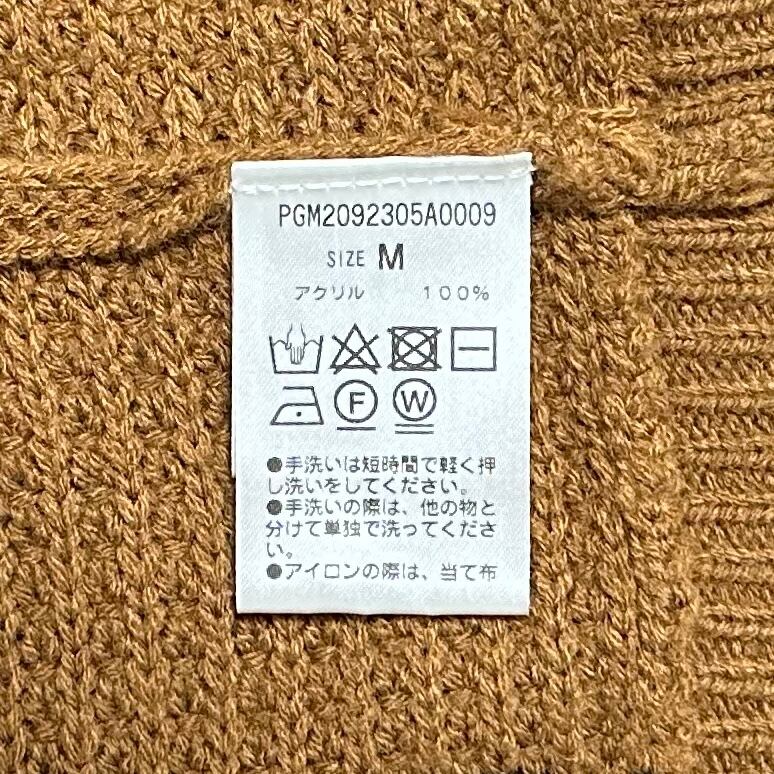 PGM2092305A0009
SIZE M
アクリル 100%
F W
●手洗いは短時間で軽く押
し洗いをしてください。
●手洗いの際は、他の物と
分けて単独で洗ってくださ
い。
●アイロンの際は、当て布